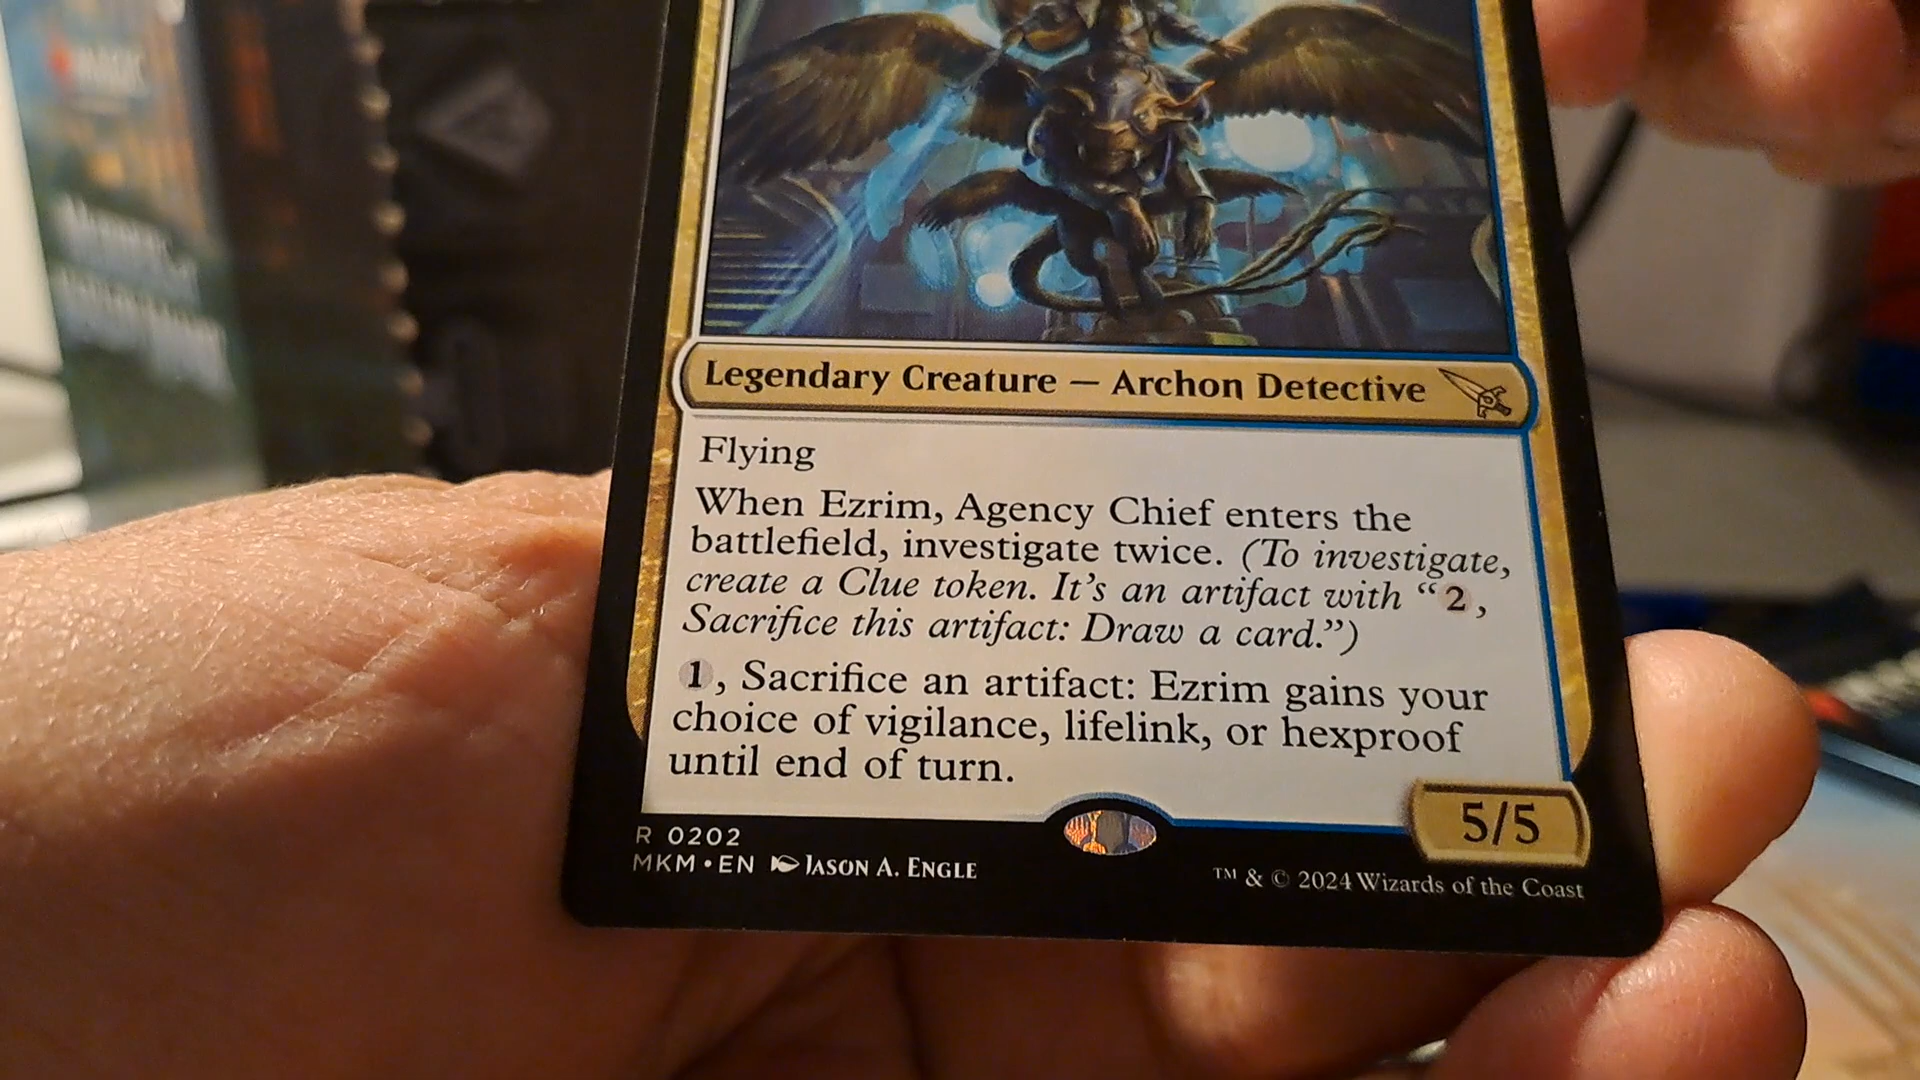 MAGIC
Legendary Creature — Archon Detective
Flying
When Ezrim, Agency Chief enters the
battlefield, investigate twice. (To investigate,
create a Clue token. It's an artifact with “2,
Sacrifice this artifact: Draw a card.”)
1, Sacrifice an artifact: Ezrim gains your
choice of vigilance, lifelink, or hexproof
until end of turn.
5/5
R 0202
MKM•EN JASON A. ENGLE
™ & © 2024 Wizards of the Coast